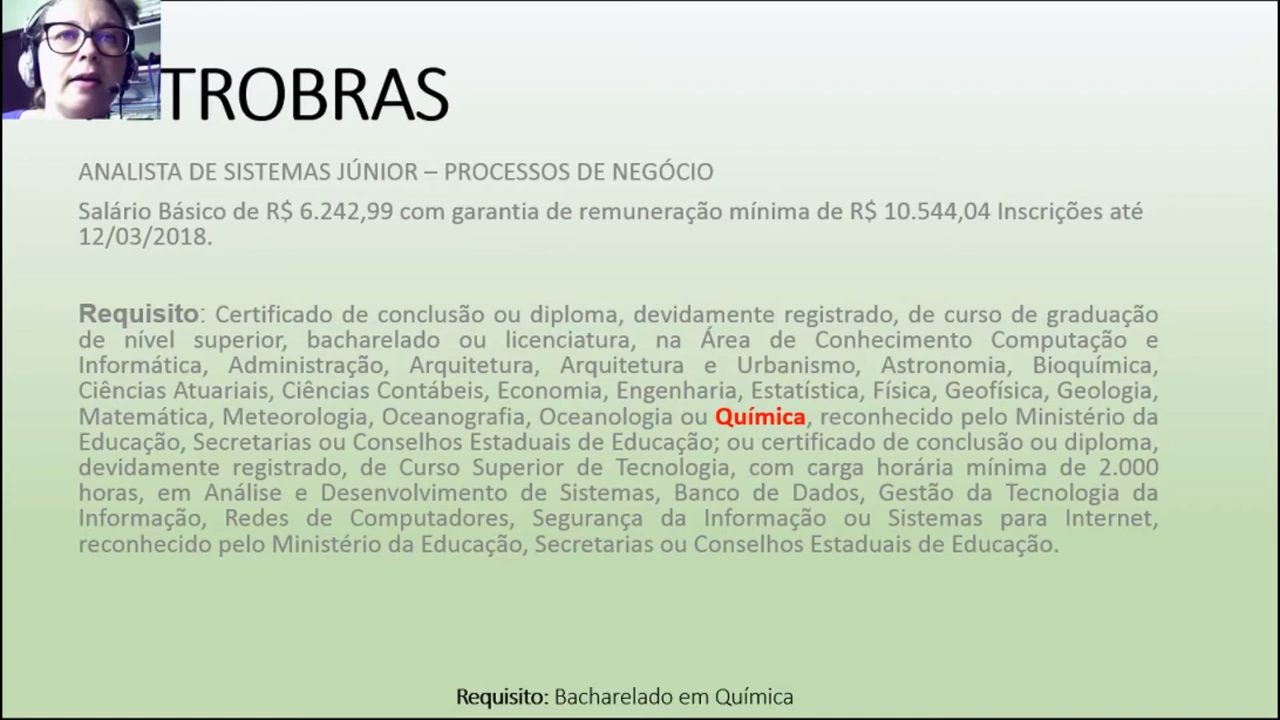 TROBRAS
ANALISTA DE SISTEMAS JÚNIOR – PROCESSOS DE NEGÓCIO
Salário Básico de R$ 6.242,99 com garantia de remuneração mínima de R$ 10.544,04 Inscrições até
12/03/2018.
Requisito: Certificado de conclusão ou diploma, devidamente registrado, de curso de graduação
de nível superior, bacharelado ou licenciatura, na Área de Conhecimento Computação e
Informática, Administração, Arquitetura, Arquitetura e Urbanismo, Astronomia, Bioquímica,
Ciências Atuariais, Ciências Contábeis, Economia, Engenharia, Estatística, Física, Geofísica, Geologia,
Matemática, Meteorologia, Oceanografia, Oceanologia ou Química, reconhecido pelo Ministério da
Educação, Secretarias ou Conselhos Estaduais de Educação; ou certificado de conclusão ou diploma,
devidamente registrado, de Curso Superior de Tecnologia, com carga horária mínima de 2.000
horas, em Análise e Desenvolvimento de Sistemas, Banco de Dados, Gestão da Tecnologia da
Informação, Redes de Computadores, Segurança da Informação ou Sistemas para Internet,
reconhecido pelo Ministério da Educação, Secretarias ou Conselhos Estaduais de Educação.
Requisito: Bacharelado em Química